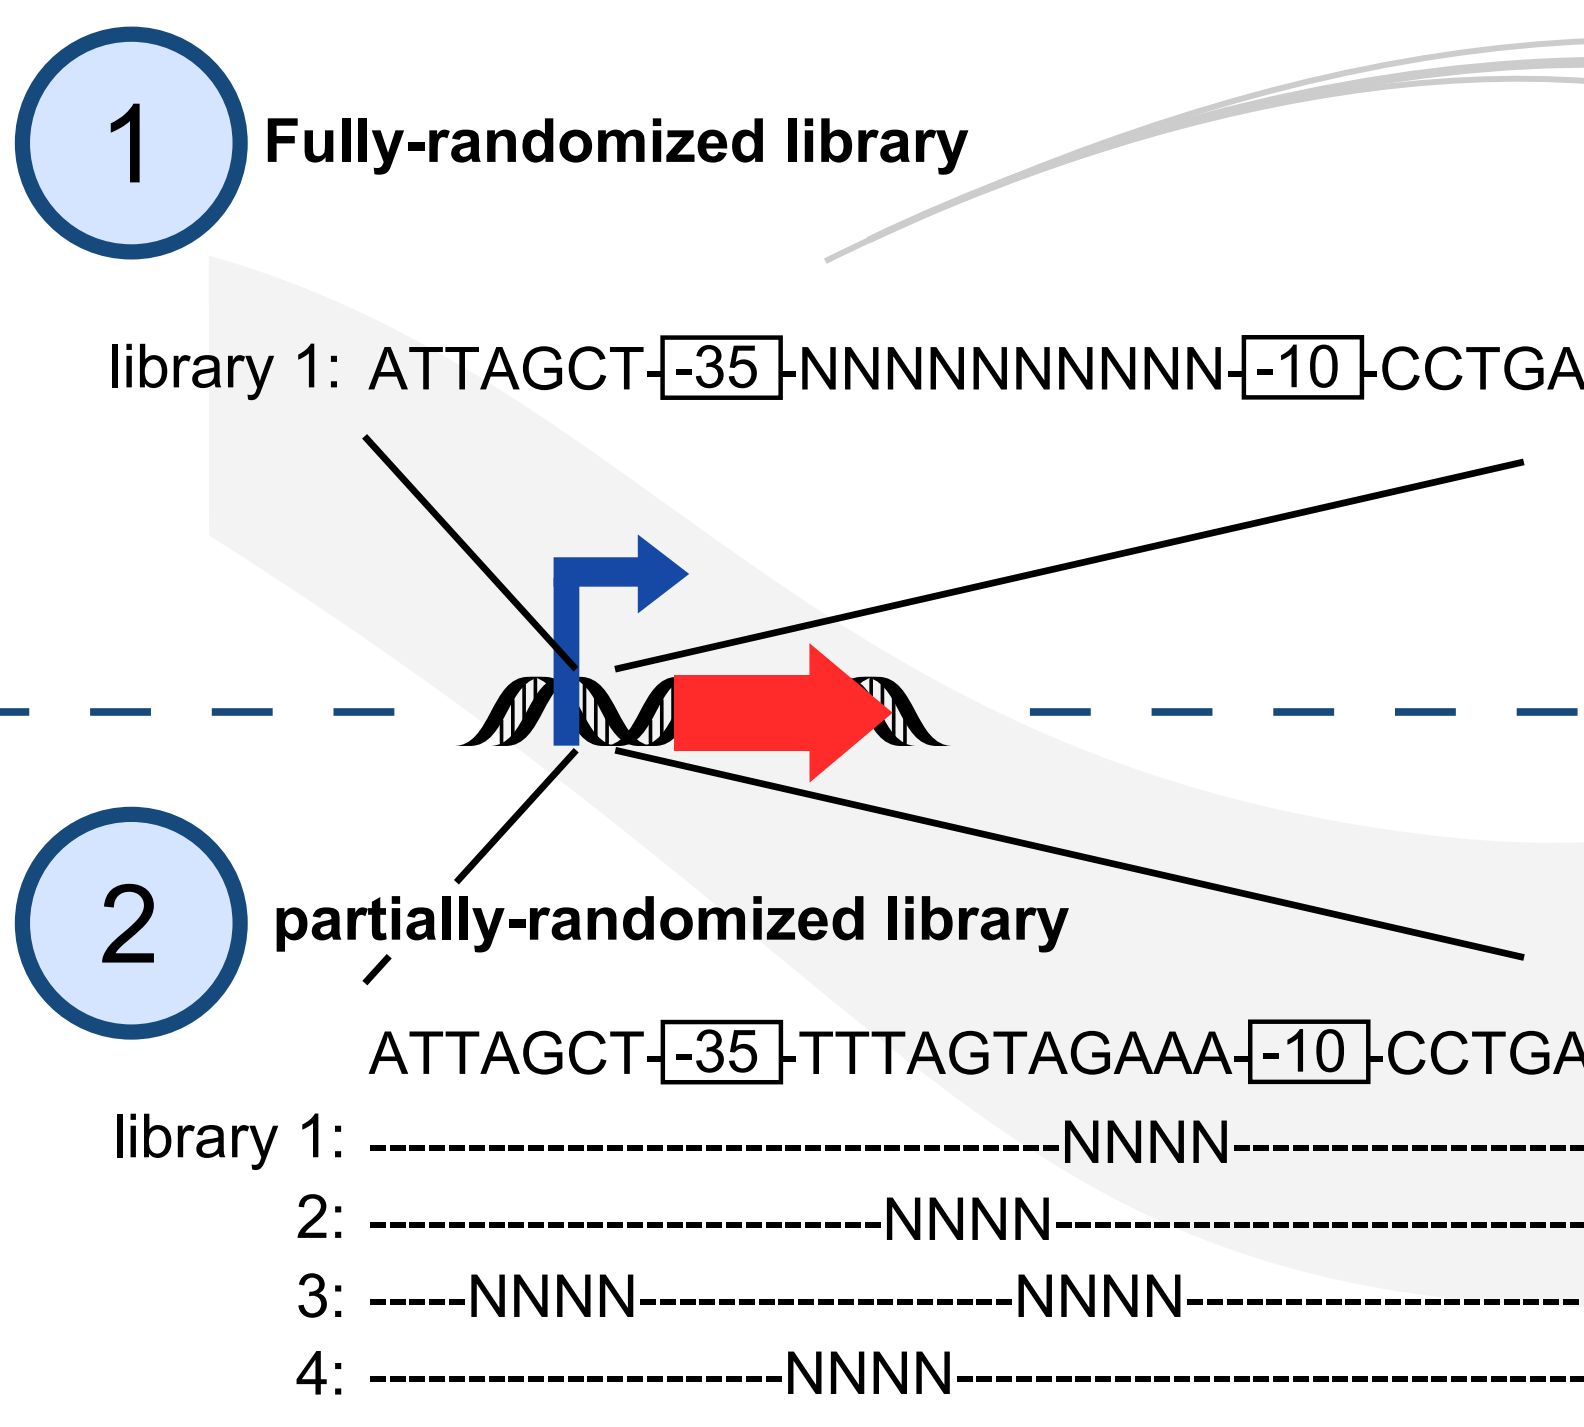 1
Fully-randomized library
library 1: ATTAGCT-[-35]-NNNNNNNNNN-[-10]-CCTGA
2
partially-randomized library
ATTAGCT-[-35]-TTTAGTAGAAA-[-10]-CCTGA
library 1: -----------------------------------NNNN------------------
2: --------------------------NNNN---------------------------
3: -----NNNN-------------------NNNN--------------------
4: ---------------------NNNN--------------------------------